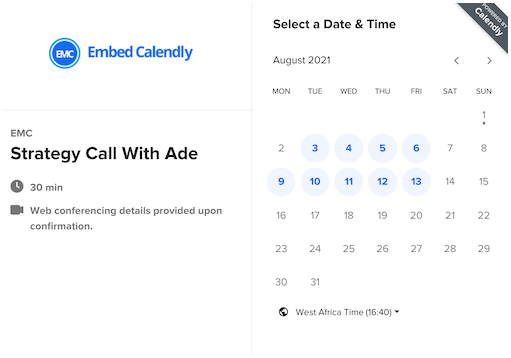 EMC
Embed Calendly
EMC
Strategy Call With Ade
30 min
Web conferencing details provided upon
confirmation.
POWERED BY
Calendly
Select a Date & Time
August 2021
MON TUE WED THU FRI SAT SUN
1
2 3 4 5 6 7 8
9 10 11 12 13 14 15
16 17 18 19 20 21 22
23 24 25 26 27 28 29
30 31
West Africa Time (16:40)